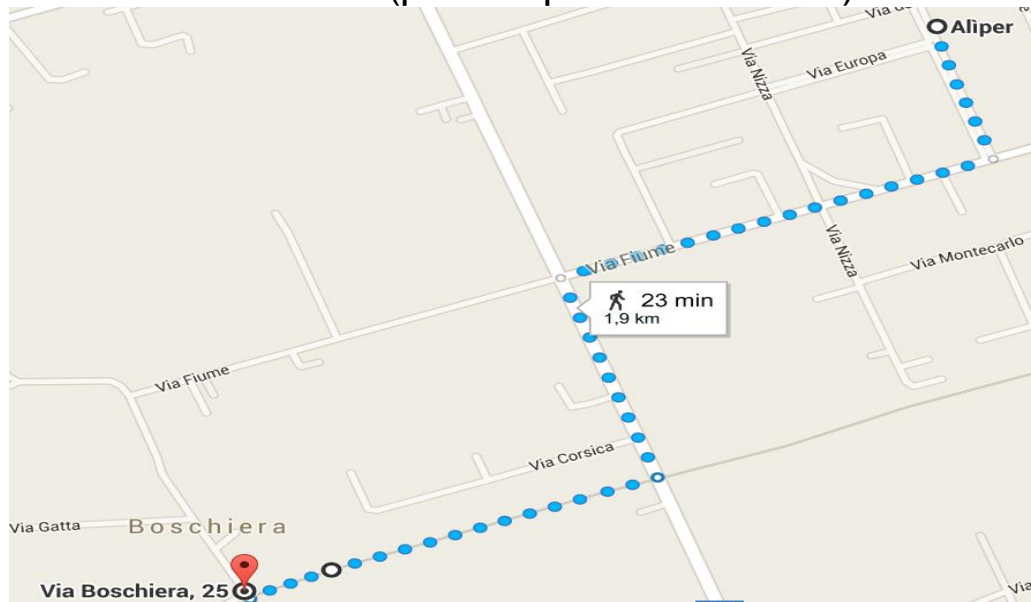 Alìper
Via Europa
Via Nizza
Via Nizza
Via Montecarlo
Via Fiume
23 min
1,9 km
Via Fiume
Via Corsica
Via Gatta
Boschiera
Via Boschiera, 25